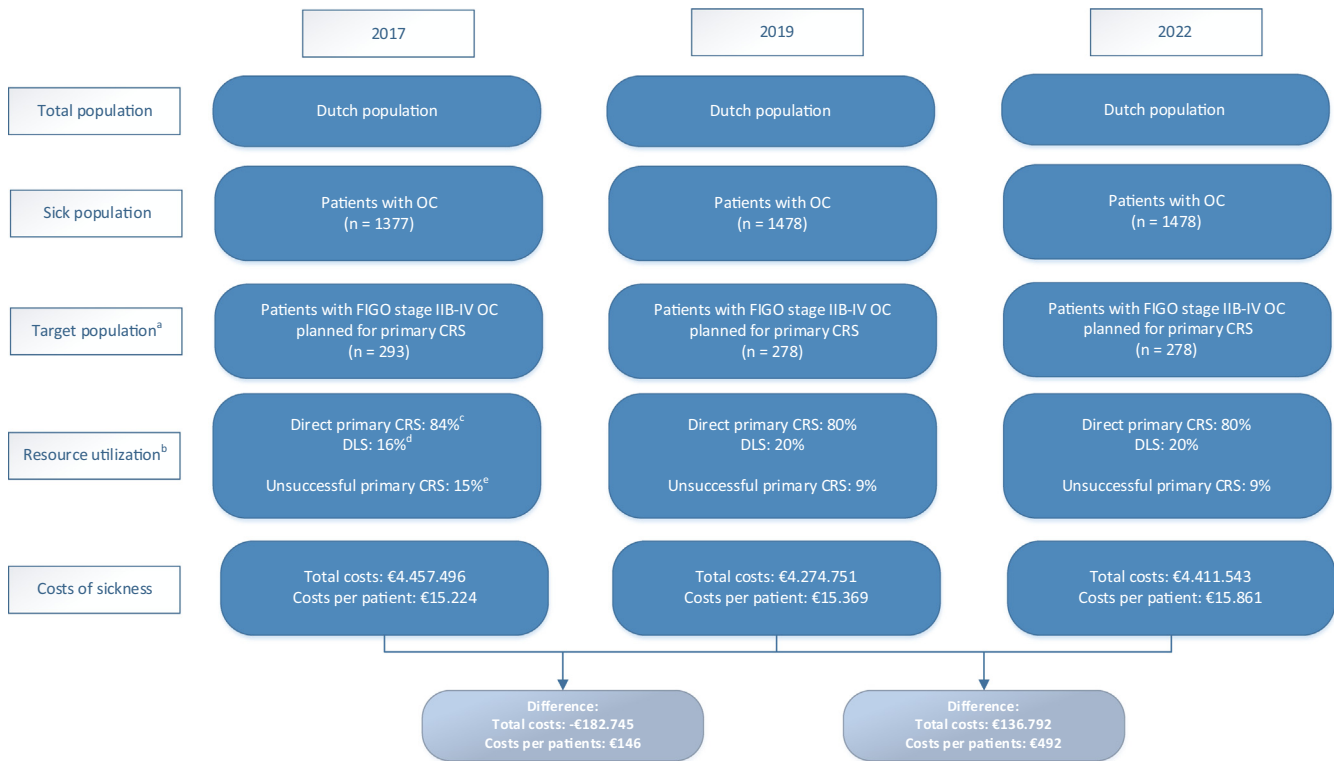 2017
2019
2022
Total population
Dutch population
Dutch population
Dutch population
Sick population
Patients with OC
(n = 1377)
Patients with OC
(n = 1478)
Patients with OC
(n = 1478)
Target populationᵃ
Patients with FIGO stage IIB-IV OC
planned for primary CRS
(n = 293)
Patients with FIGO stage IIB-IV OC
planned for primary CRS
(n = 278)
Patients with FIGO stage IIB-IV OC
planned for primary CRS
(n = 278)
Resource utilizationᵇ
Direct primary CRS: 84%ᶜ
DLS: 16%ᵈ
Unsuccessful primary CRS: 15%ᵉ
Direct primary CRS: 80%
DLS: 20%
Unsuccessful primary CRS: 9%
Direct primary CRS: 80%
DLS: 20%
Unsuccessful primary CRS: 9%
Costs of sickness
Total costs: €4.457.496
Costs per patient: €15.224
Total costs: €4.274.751
Costs per patient: €15.369
Total costs: €4.411.543
Costs per patient: €15.861
Difference:
Total costs: -€182.745
Costs per patients: €146
Difference:
Total costs: €136.792
Costs per patients: €492